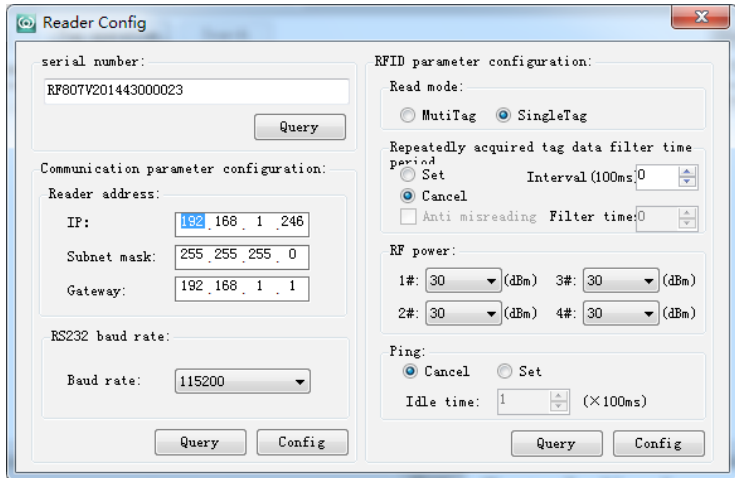 Reader Config
serial number:
RF807V201443000023
Query
Communication parameter configuration:
Reader address:
IP: 192 . 168 . 1 . 246
Subnet mask: 255 . 255 . 255 . 0
Gateway: 192 . 168 . 1 . 1
RS232 baud rate:
Baud rate: 115200
Query Config
RFID parameter configuration:
Read mode:
MutiTag SingleTag
Repeatedly acquired tag data filter time
period
Set Interval(100ms) 0
Cancel
Anti misreading Filter time: 0
RF power:
1#: 30 (dBm) 3#: 30 (dBm)
2#: 30 (dBm) 4#: 30 (dBm)
Ping:
Cancel Set
Idle time: 1 (×100ms)
Query Config